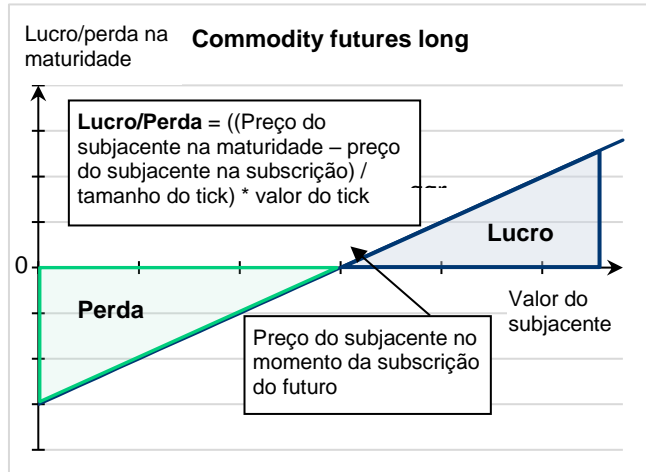 Lucro/perda na
maturidade
Commodity futures long
Lucro/Perda = ((Preço do
subjacente na maturidade – preço
do subjacente na subscrição) /
tamanho do tick) * valor do tick
Lucro
0
Perda
Valor do
subjacente
Preço do subjacente no
momento da subscrição
do futuro